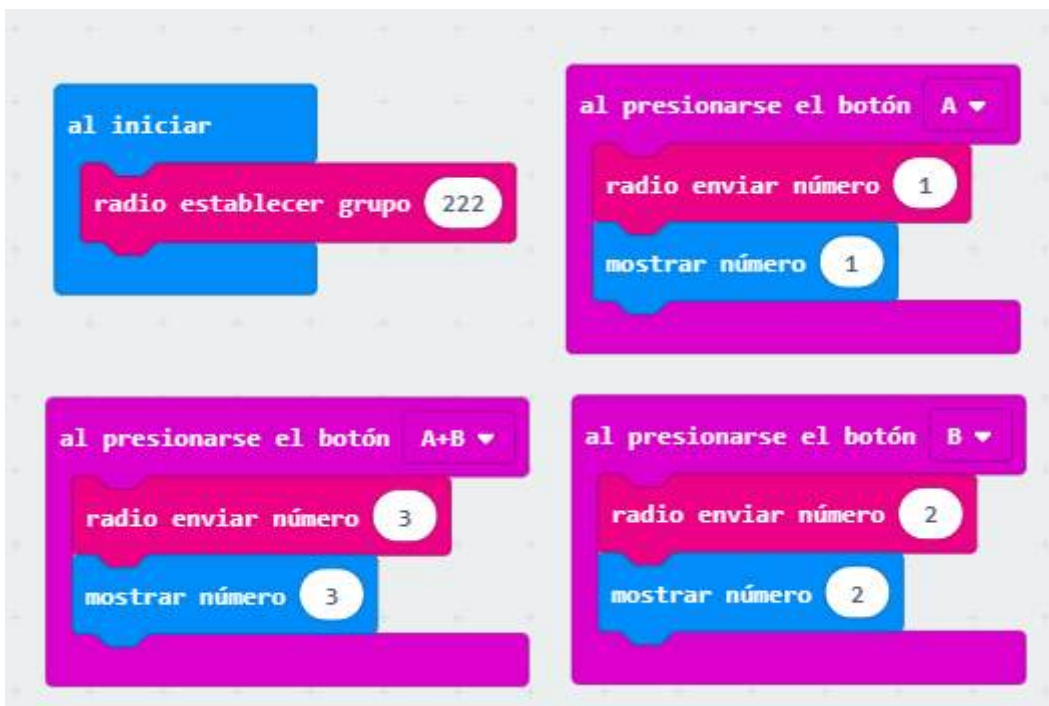 al iniciar
radio establecer grupo 222
al presionarse el botón A
radio enviar número 1
mostrar número 1
al presionarse el botón A+B
radio enviar número 3
mostrar número 3
al presionarse el botón B
radio enviar número 2
mostrar número 2